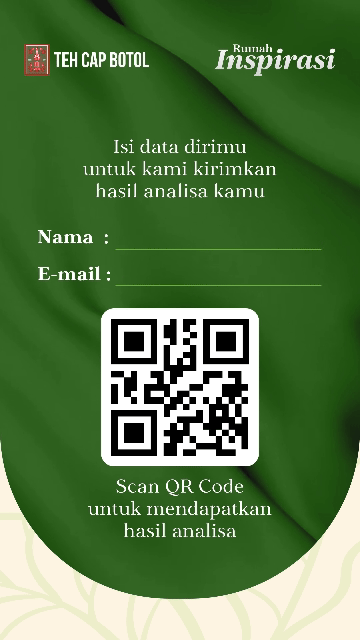 TEH CAP BOTOL
Rumah
Inspirasi
Isi data dirimu
untuk kami kirimkan
hasil analisa kamu
Nama :
E-mail :
Scan QR Code
untuk mendapatkan
hasil analisa